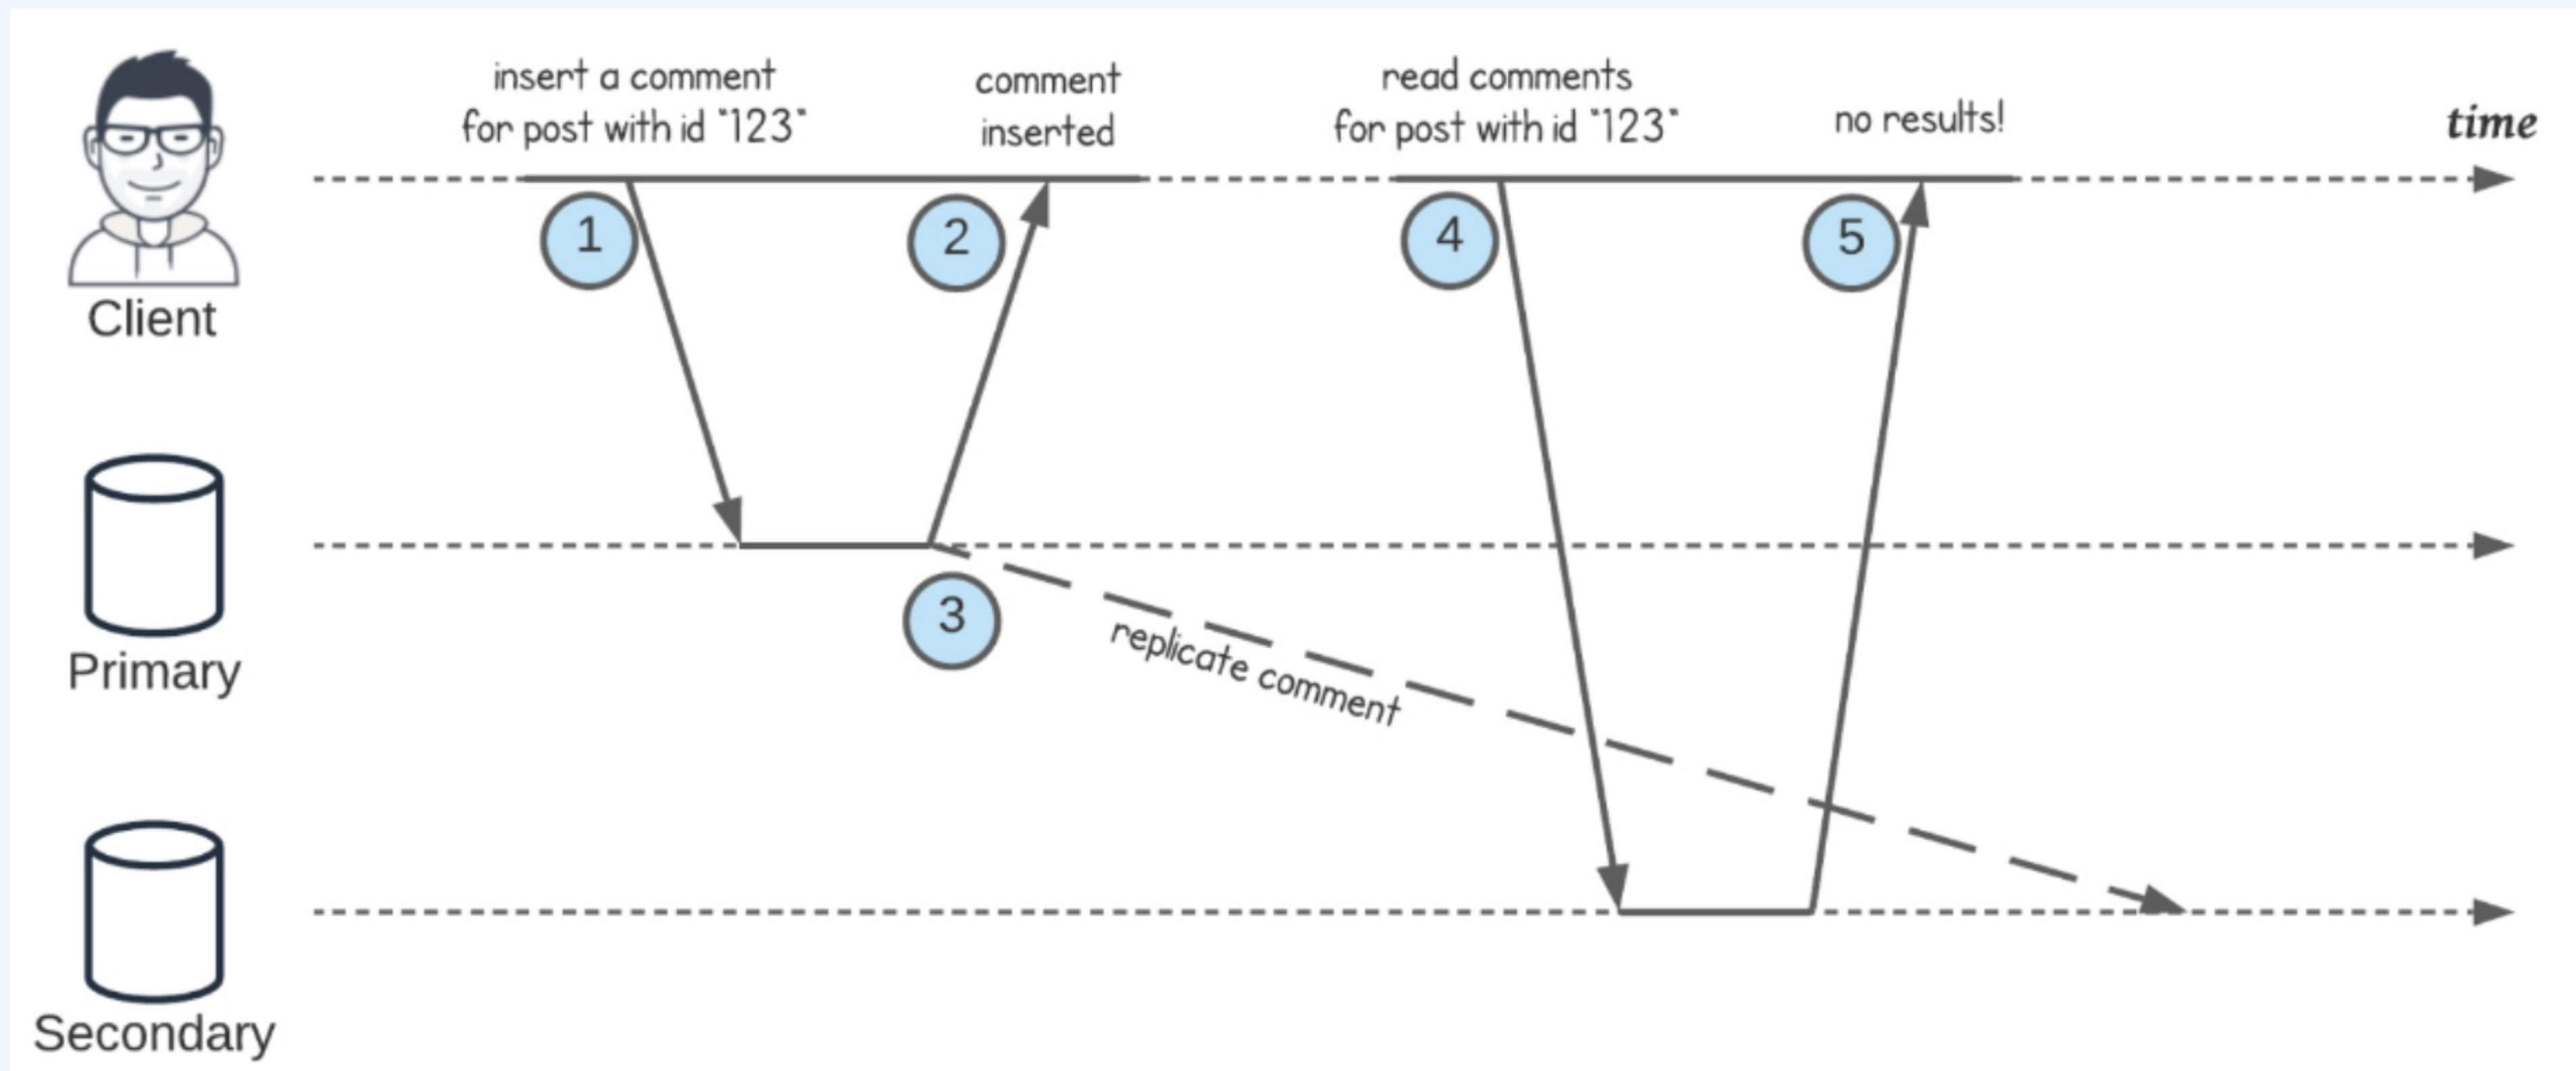 insert a comment
for post with id "123"
comment
inserted
read comments
for post with id "123"
no results!
time
1
2
4
5
Client
3
replicate comment
Primary
Secondary